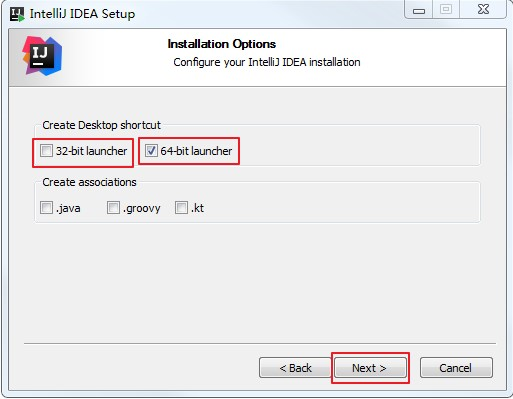 IJ IntelliJ IDEA Setup
IJ
Installation Options
Configure your IntelliJ IDEA installation
Create Desktop shortcut
32-bit launcher 64-bit launcher
Create associations
.java .groovy .kt
< Back Next > Cancel